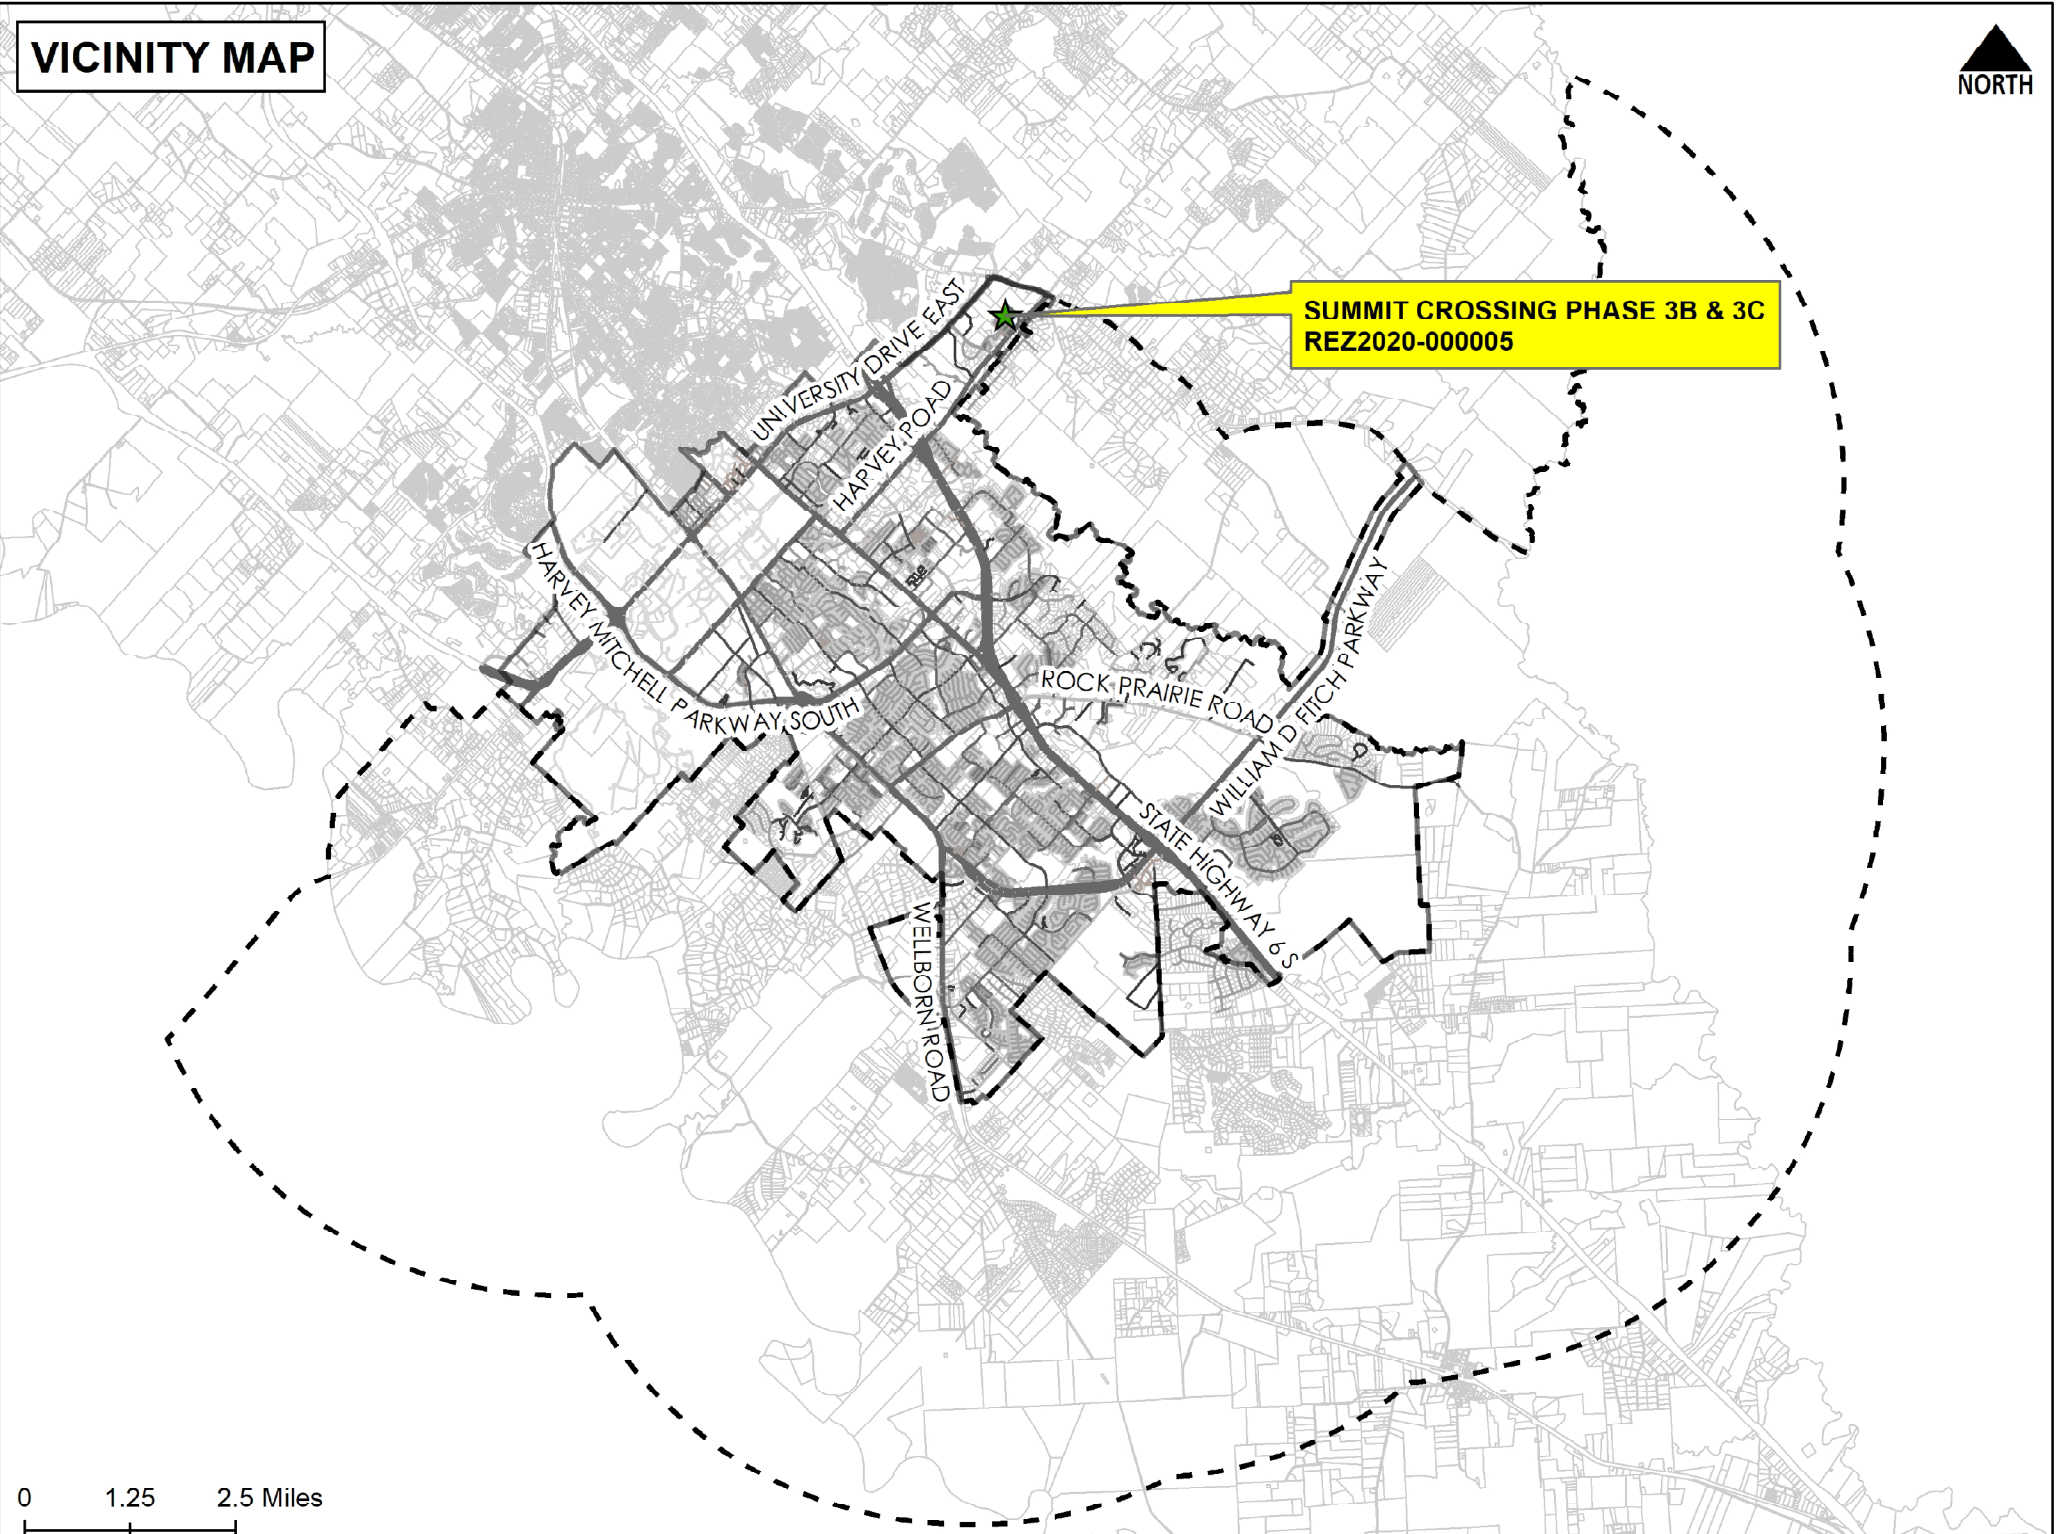 VICINITY MAP
NORTH
SUMMIT CROSSING PHASE 3B & 3C
REZ2020-000005
UNIVERSITY DRIVE EAST
HARVEY ROAD
HARVEY MITCHELL PARKWAY SOUTH
ROCK PRAIRIE ROAD
WILLIAM D FITCH PARKWAY
STATE HIGHWAY 6 S
WELLBORN ROAD
0 1.25 2.5 Miles